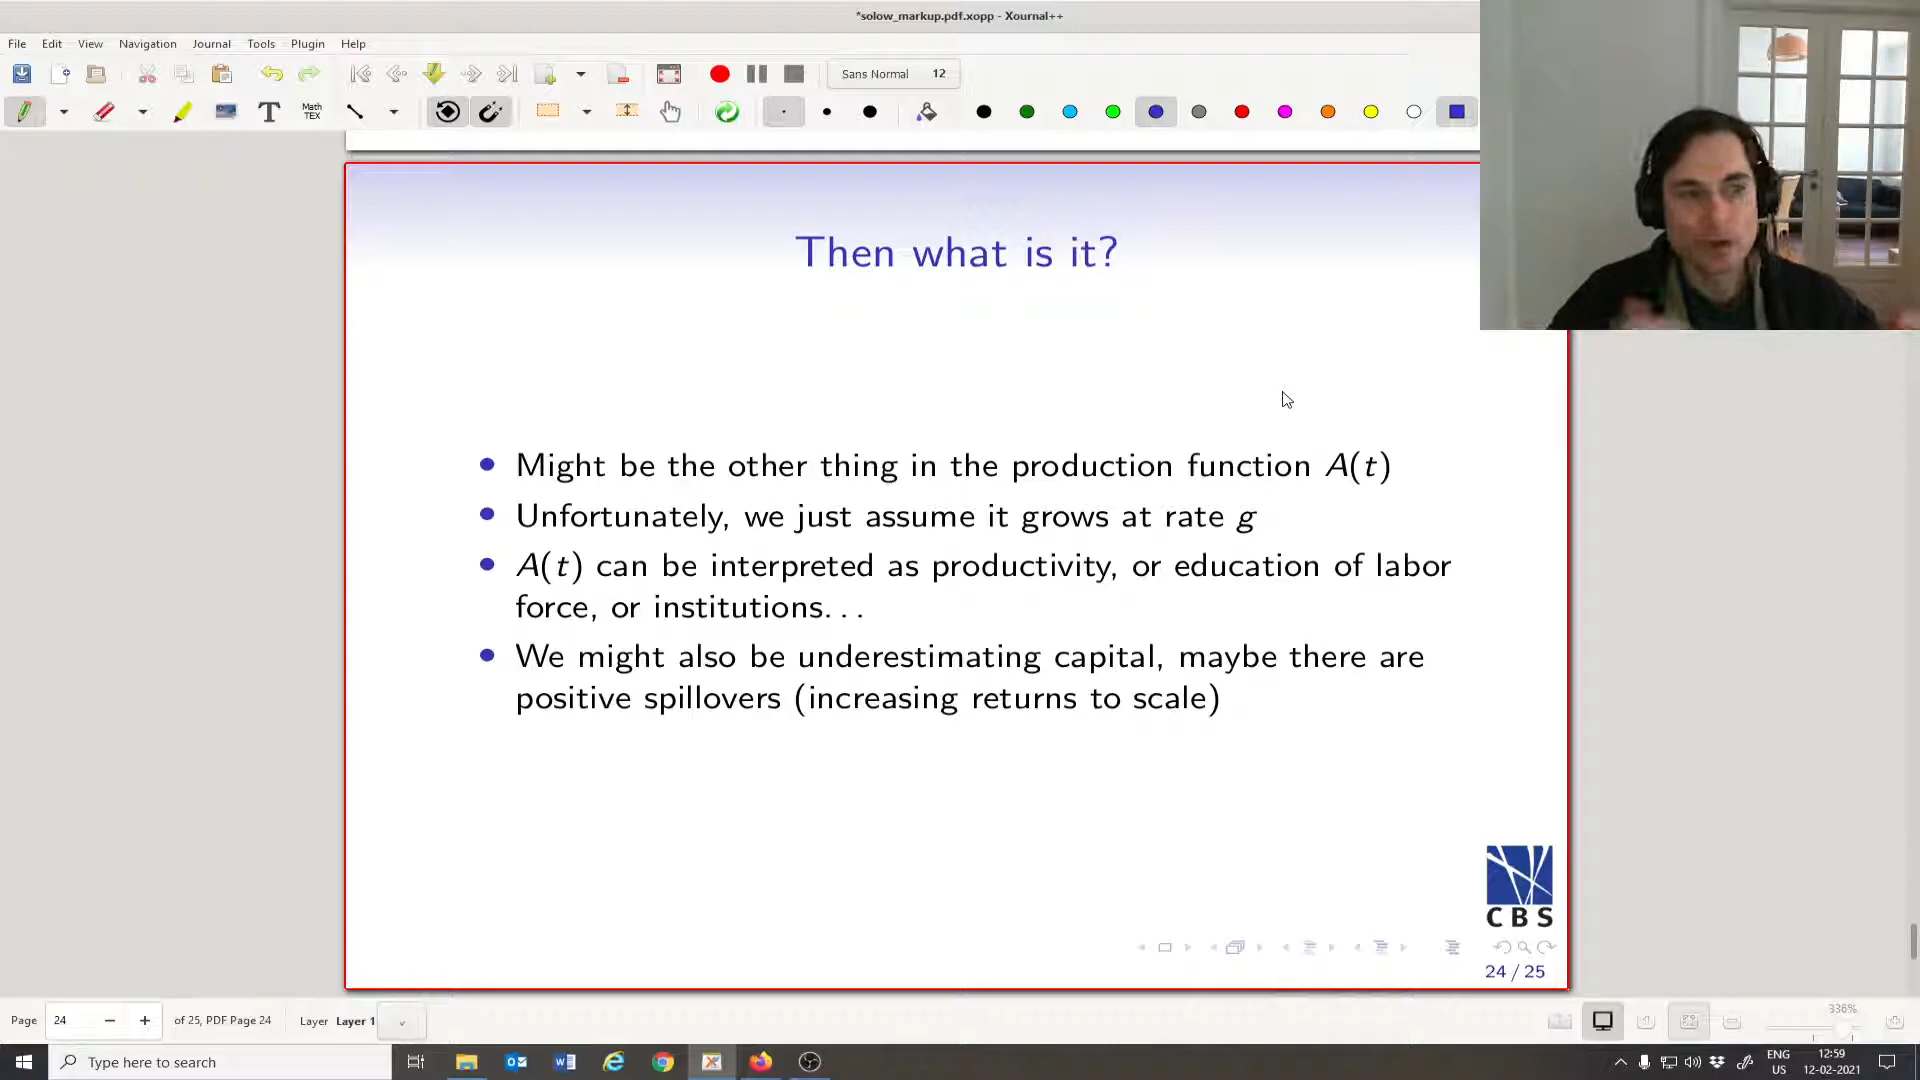 *solow_markup.pdf.xopp - Xournal++
File Edit View Navigation Journal Tools Plugin Help
Sans Normal 12
T Math TEX
Then what is it?
• Might be the other thing in the production function A(t)
• Unfortunately, we just assume it grows at rate g
• A(t) can be interpreted as productivity, or education of labor
force, or institutions...
• We might also be underestimating capital, maybe there are
positive spillovers (increasing returns to scale)
CBS
24 / 25
Page 24 − + of 25, PDF Page 24 Layer Layer 1
336%
Type here to search
ENG
US
12:59
12-02-2021